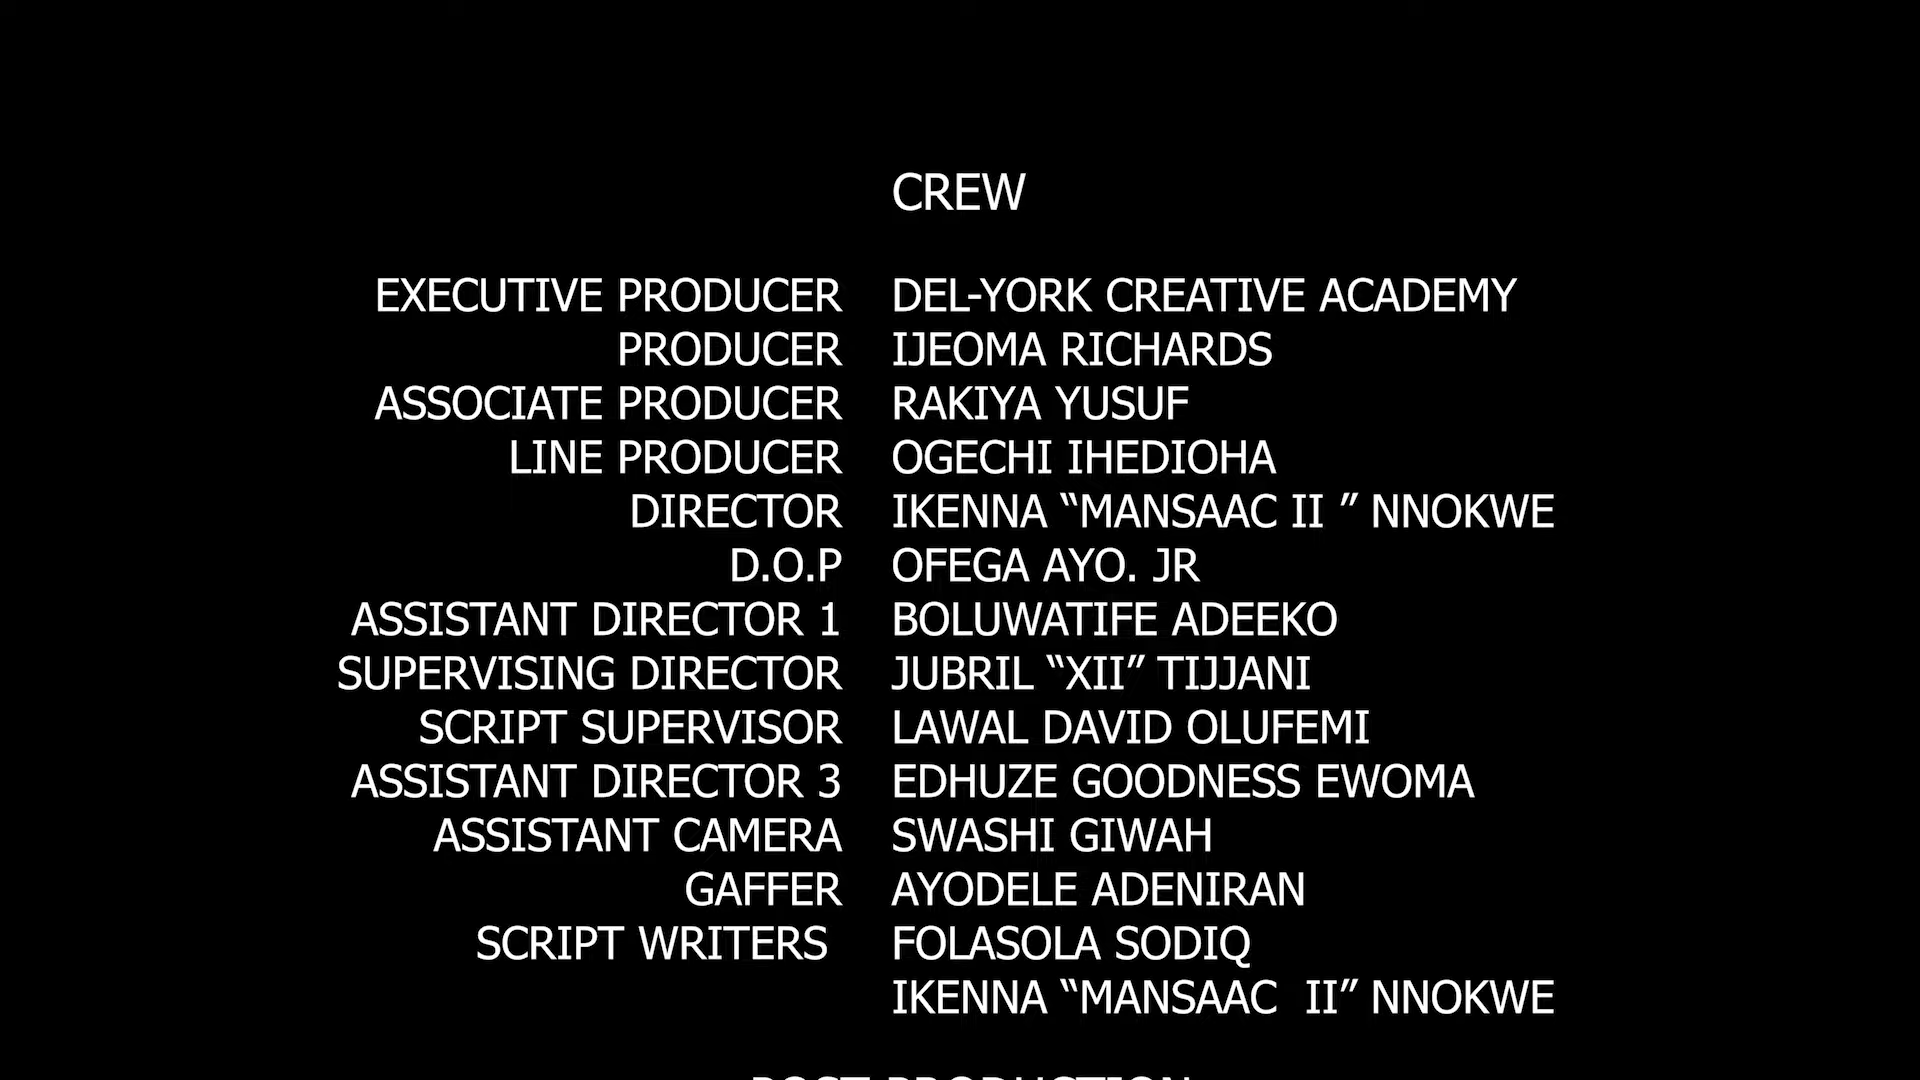 CREW
EXECUTIVE PRODUCER DEL-YORK CREATIVE ACADEMY
PRODUCER IJEOMA RICHARDS
ASSOCIATE PRODUCER RAKIYA YUSUF
LINE PRODUCER OGECHI IHEDIOHA
DIRECTOR IKENNA “MANSAAC II ” NNOKWE
D.O.P OFEGA AYO. JR
ASSISTANT DIRECTOR 1 BOLUWATIFE ADEEKO
SUPERVISING DIRECTOR JUBRIL “XII” TIJJANI
SCRIPT SUPERVISOR LAWAL DAVID OLUFEMI
ASSISTANT DIRECTOR 3 EDHUZE GOODNESS EWOMA
ASSISTANT CAMERA SWASHI GIWAH
GAFFER AYODELE ADENIRAN
SCRIPT WRITERS FOLASOLA SODIQ
IKENNA “MANSAAC  II” NNOKWE
POST PRODUCTION